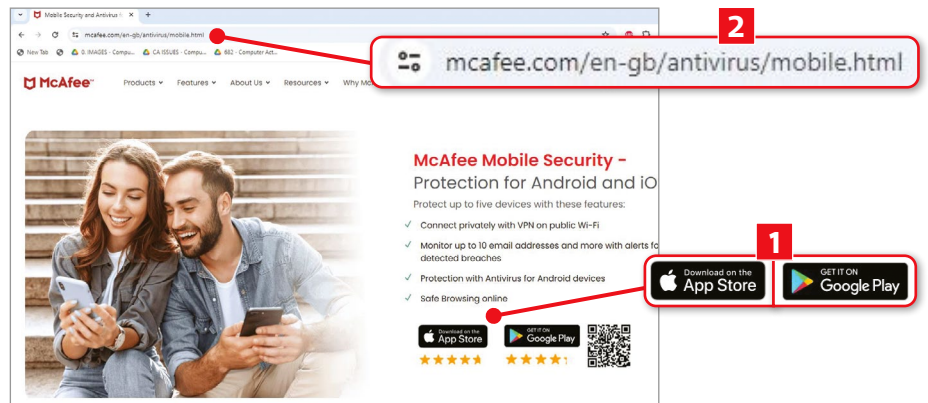 Mobile Security and Antivirus
mcafee.com/en-gb/antivirus/mobile.html
2
mcafee.com/en-gb/antivirus/mobile.html
New Tab
0. IMAGES - Compu...
CA ISSUES - Compu...
662 - Computer Act...
McAfee™
Products
Features
About Us
Resources
Why Mc
McAfee Mobile Security -
Protection for Android and iO
Protect up to five devices with these features:
Connect privately with VPN on public Wi-Fi
Monitor up to 10 email addresses and more with alerts fo
detected breaches
Protection with Antivirus for Android devices
Safe Browsing online
1
Download on the
App Store
GET IT ON
Google Play
Download on the
App Store
GET IT ON
Google Play